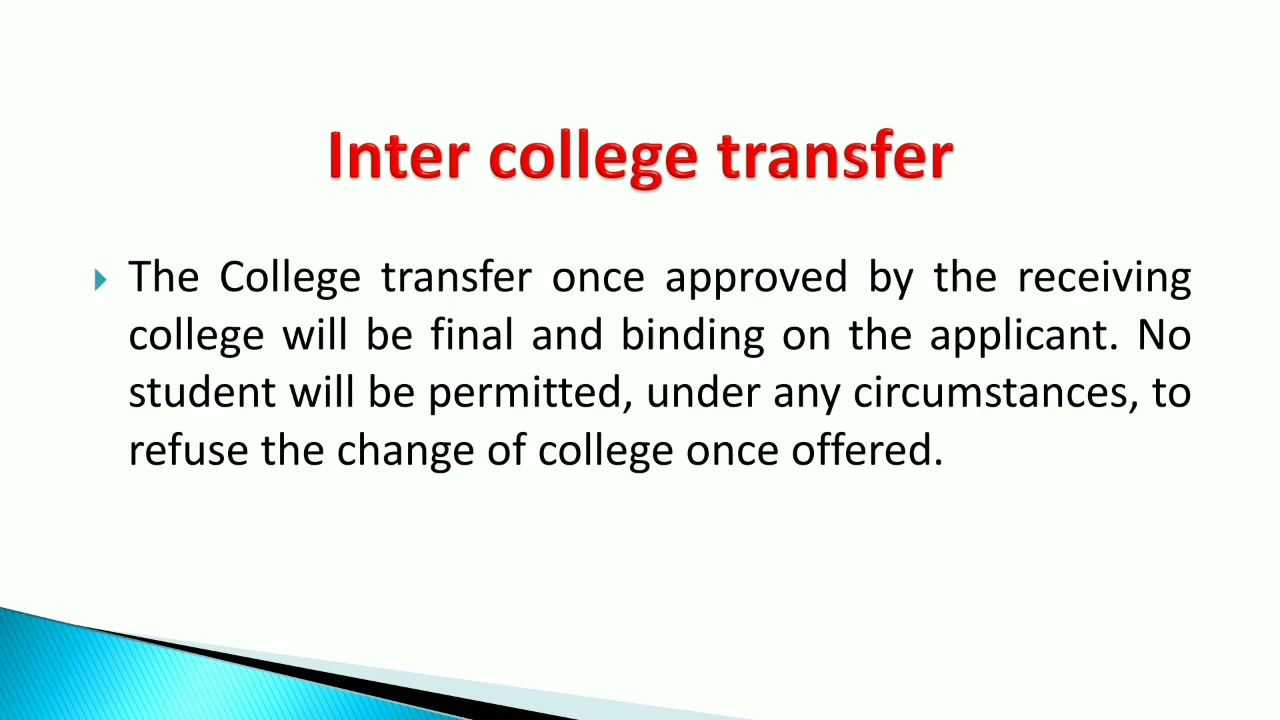 Inter college transfer
The College transfer once approved by the receiving
college will be final and binding on the applicant. No
student will be permitted, under any circumstances, to
refuse the change of college once offered.